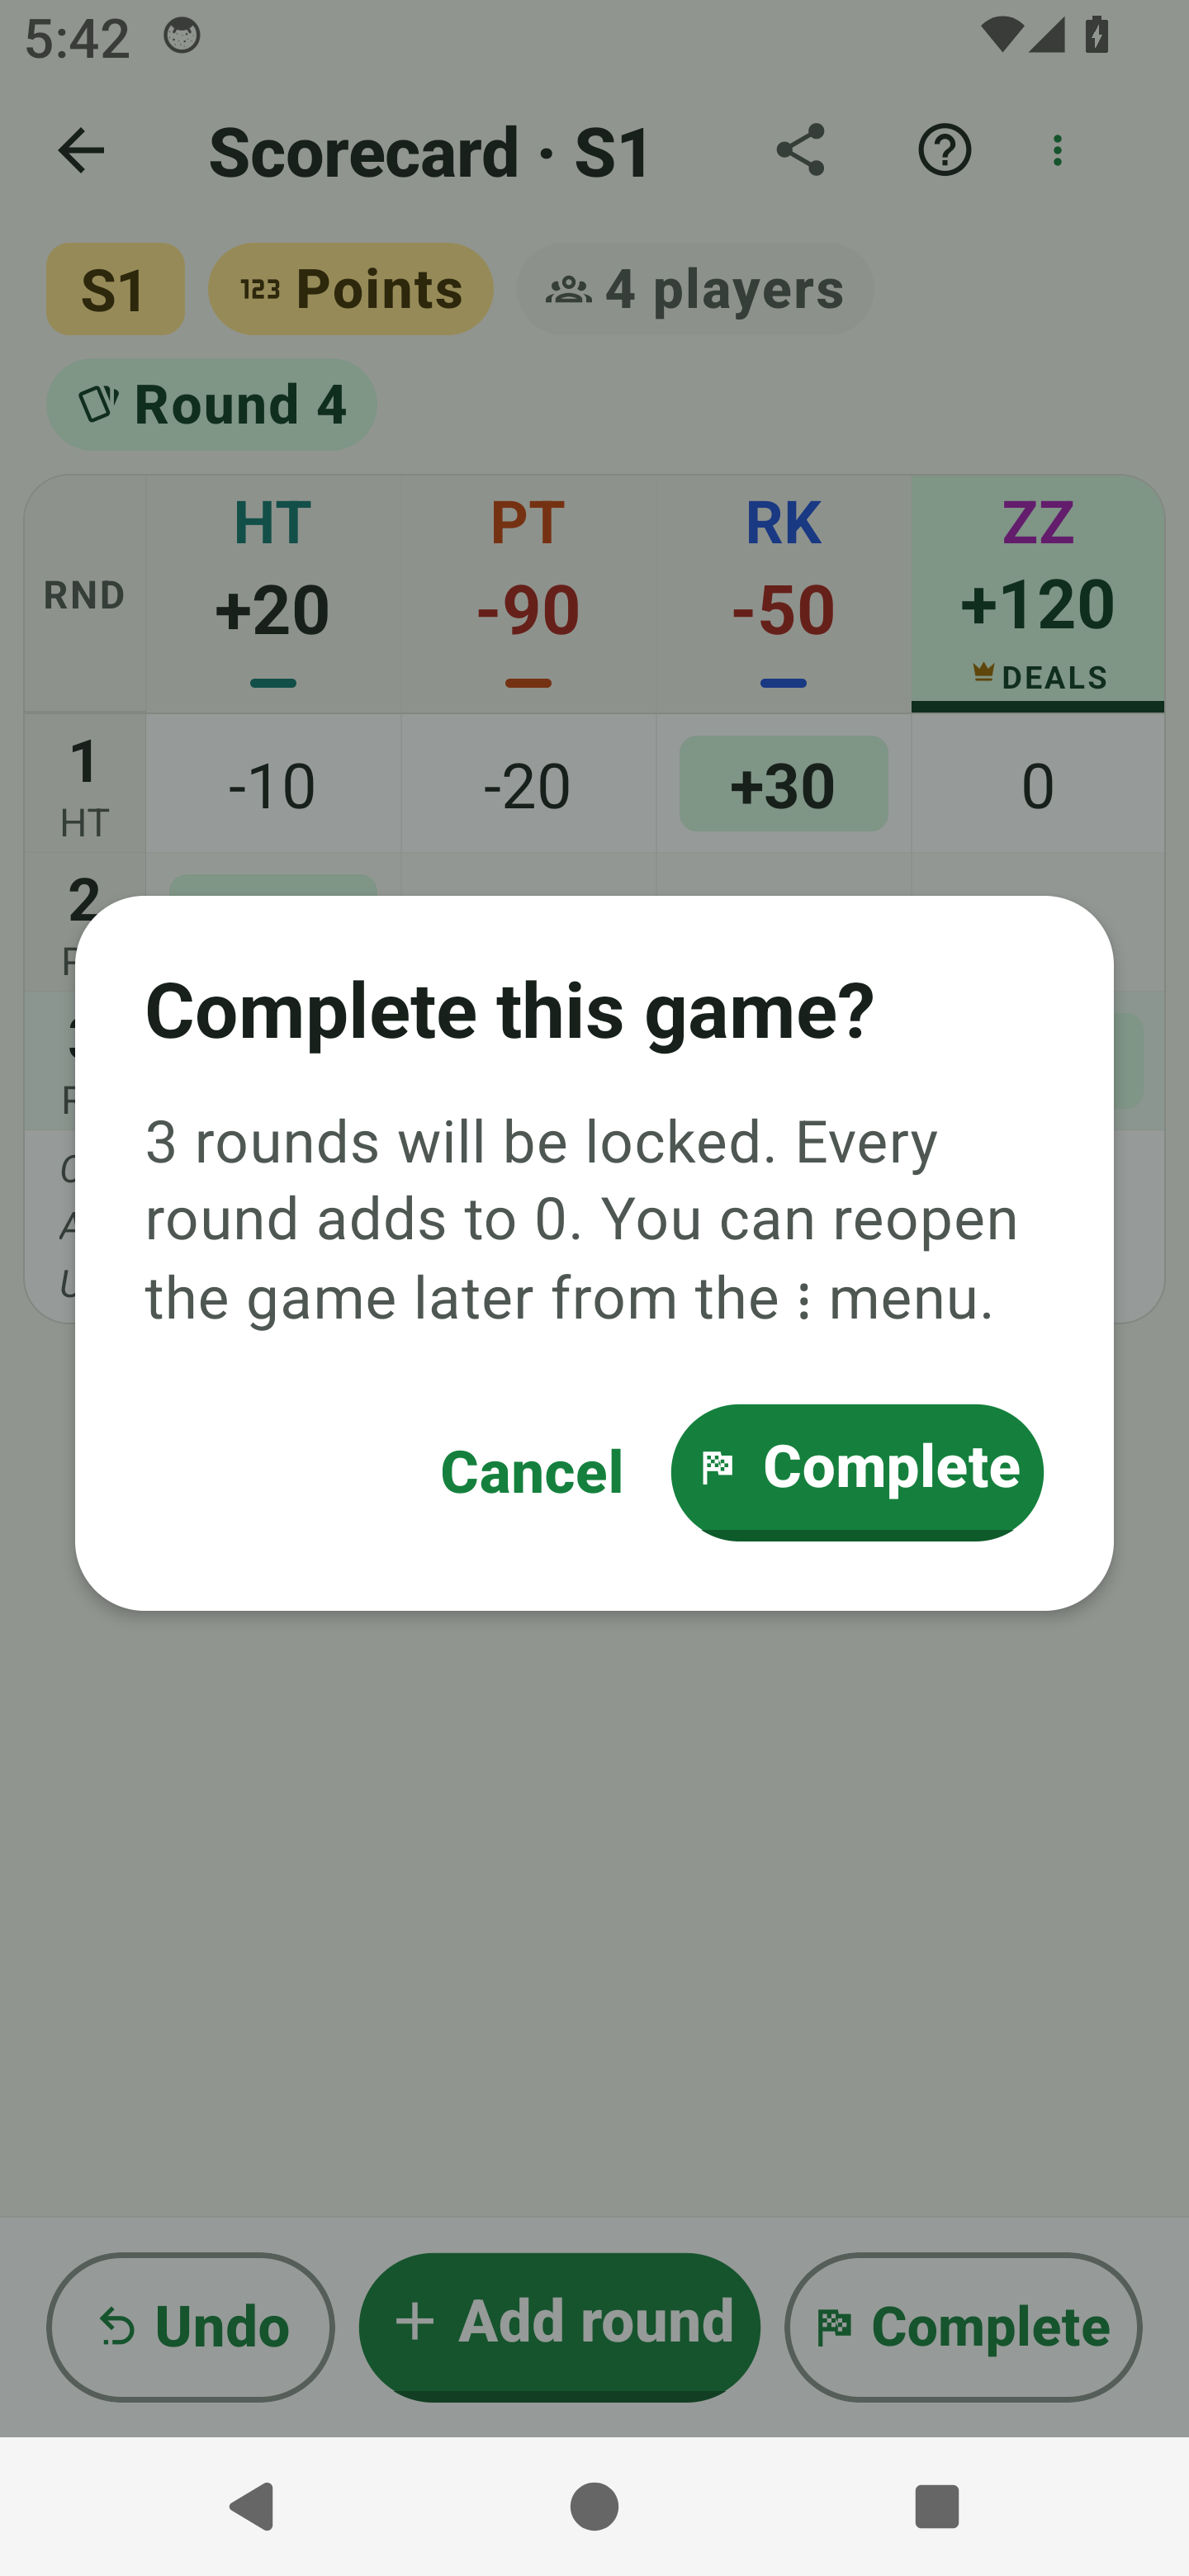 5:42
Scorecard · S1
S1
123 Points
4 players
Round 4
RND
HT
PT
RK
ZZ
+20
-90
-50
+120
DEALS
1
HT
-10
-20
+30
0
2
Complete this game?
3 rounds will be locked. Every
round adds to 0. You can reopen
the game later from the ⋮ menu.
Cancel
Complete
Undo
+ Add round
Complete